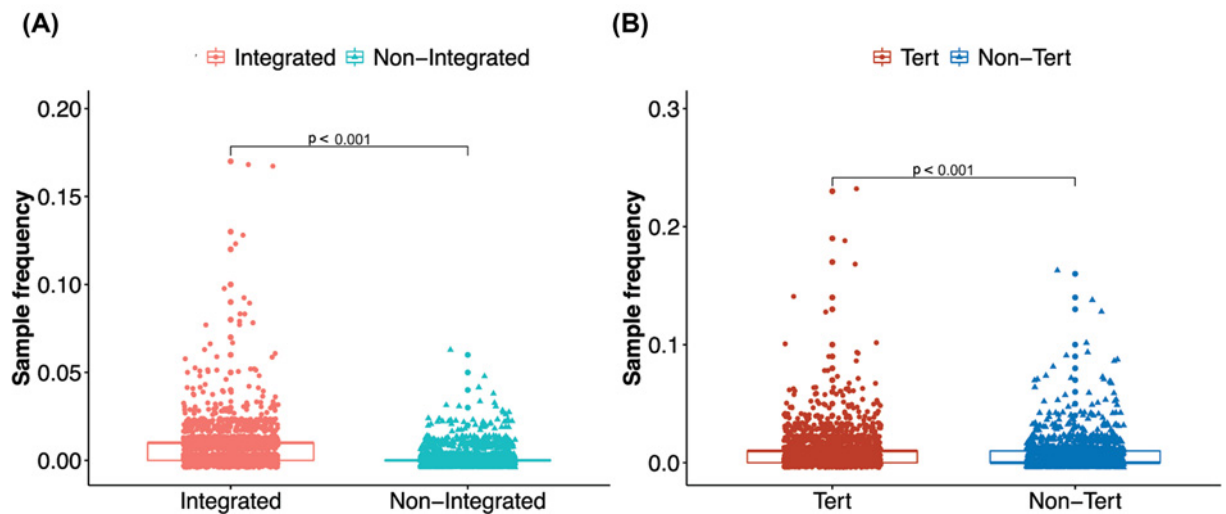 (A)
Integrated Non-Integrated
0.20
0.15
0.10
0.05
0.00
Sample frequency
p < 0.001
Integrated Non-Integrated
(B)
Tert Non-Tert
0.3
0.2
0.1
0.0
Sample frequency
p < 0.001
Tert Non-Tert